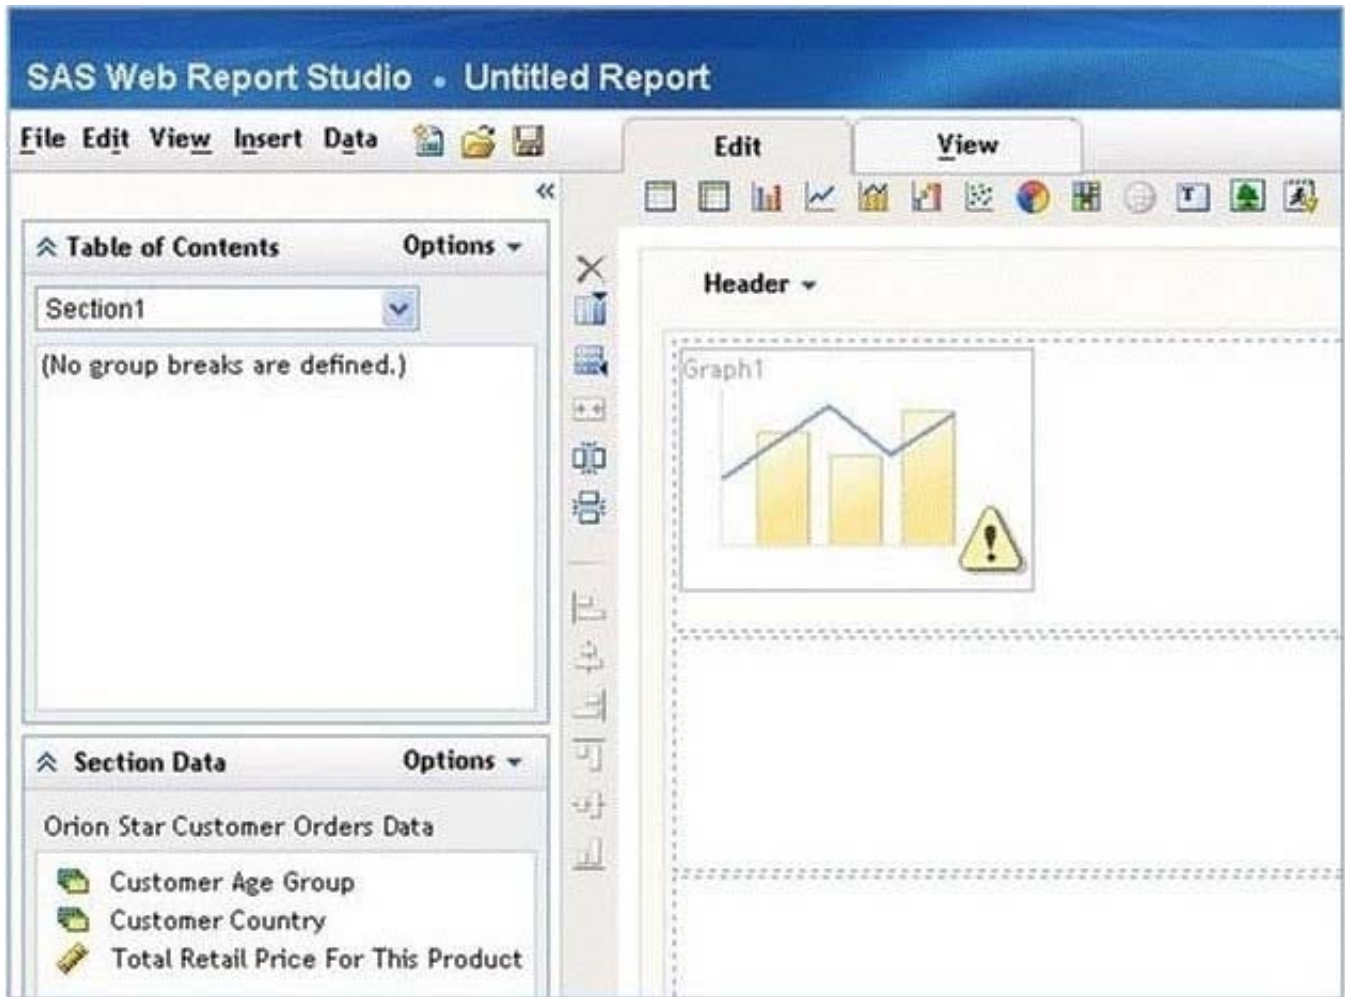 SAS Web Report Studio • Untitled Report
File Edit View Insert Data
Edit View
Table of Contents Options
Section1
(No group breaks are defined.)
Header
Graph1
Section Data Options
Orion Star Customer Orders Data
Customer Age Group
Customer Country
Total Retail Price For This Product